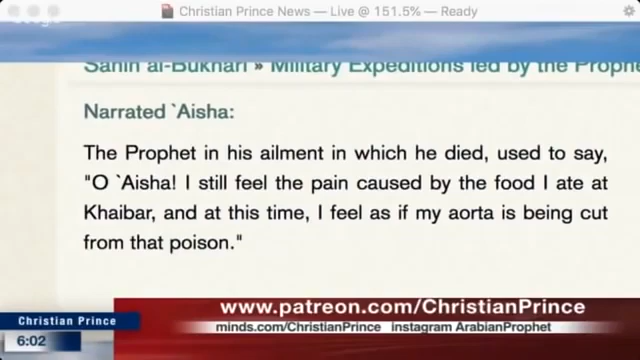 Christian Prince News — Live @ 151.5% — Ready
Sahih al-Bukhari » Military Expeditions led by the Prophe
Narrated `Aisha:
The Prophet in his ailment in which he died, used to say,
"O `Aisha! I still feel the pain caused by the food I ate at
Khaibar, and at this time, I feel as if my aorta is being cut
from that poison."
www.patreon.com/ChristianPrince
Christian Prince
minds.com/ChristianPrince instagram ArabianProphet
6:02